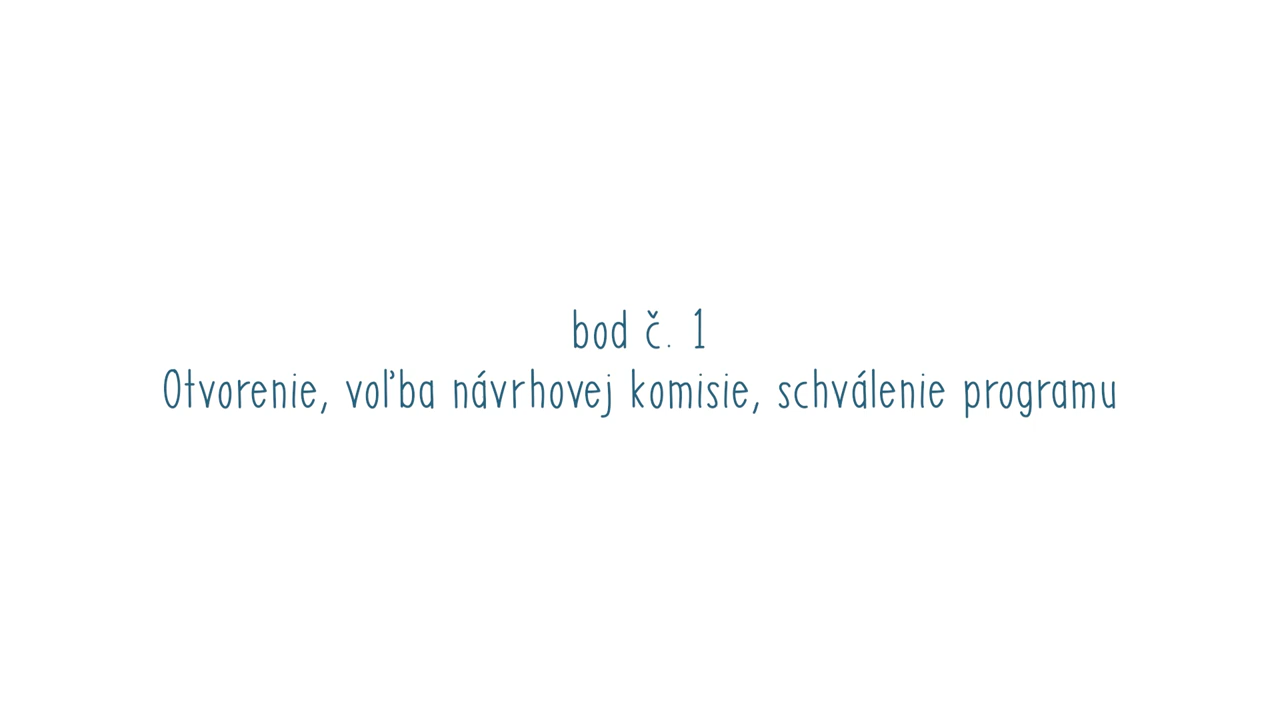 bod č. 1
Otvorenie, voľba návrhovej komisie, schválenie programu